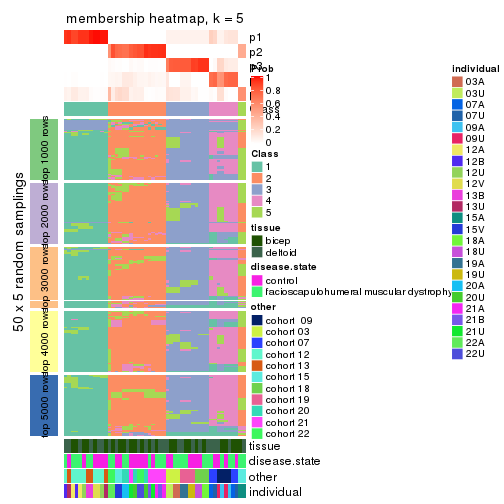 membership heatmap, k = 5
p1
p2
Prob
1
0.8
0.6
0.4
0.2
0
Class
1
2
3
4
5
tissue
bicep
deltoid
disease.state
control
facioscapulohumeral muscular dystrophy
other
cohort 09
cohort 03
cohort 07
cohort 12
cohort 13
cohort 15
cohort 18
cohort 19
cohort 20
cohort 21
cohort 22
individual
03A
03U
07A
07U
09A
09U
12A
12B
12U
12V
13B
13U
15A
15V
18A
18U
19A
19U
20A
20U
21A
21B
21U
22A
22U
50 x 5 random samplings
top 1000 rows
top 2000 rows
top 3000 rows
top 4000 rows
top 5000 rows
tissue
disease.state
other
individual